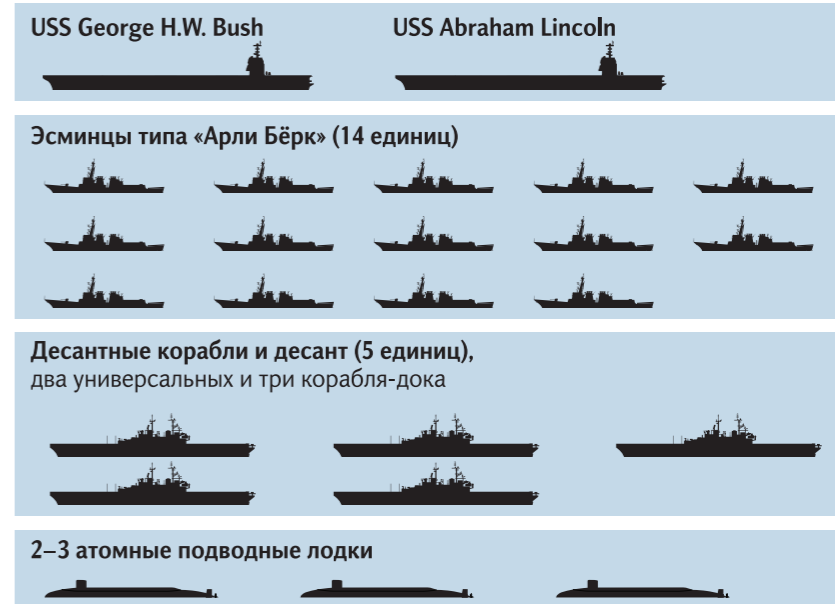 USS George H.W. Bush
USS Abraham Lincoln
Эсминцы типа «Арли Бёрк» (14 единиц)
Десантные корабли и десант (5 единиц),
два универсальных и три корабля-дока
2–3 атомные подводные лодки